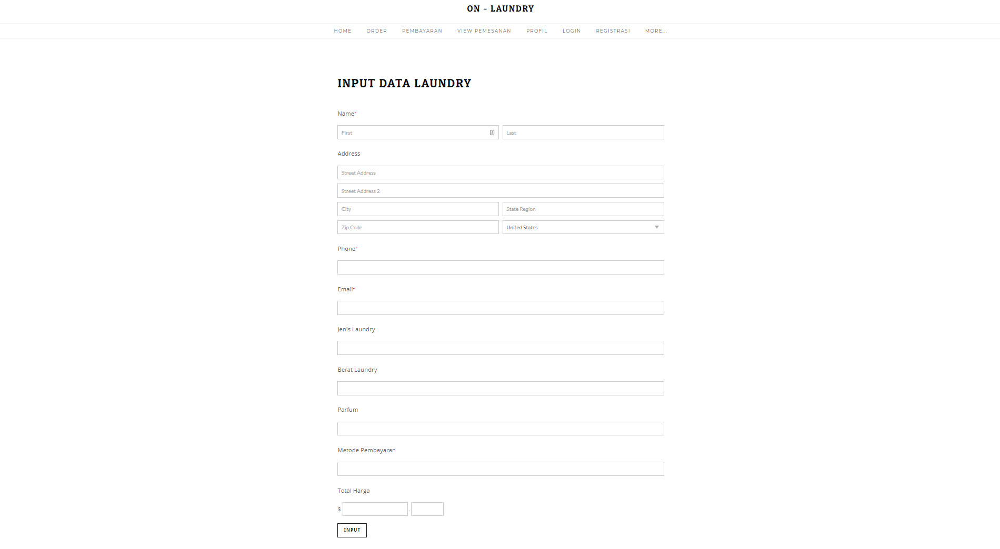 ON - LAUNDRY
HOME ORDER PEMBAYARAN VIEW PEMESANAN PROFIL LOGIN REGISTRASI MORE...
INPUT DATA LAUNDRY
Name*
First Last
Address
Street Address
Street Address 2
City State Region
Zip Code United States
Phone*
Email*
Jenis Laundry
Berat Laundry
Parfum
Metode Pembayaran
Total Harga
$ .
INPUT